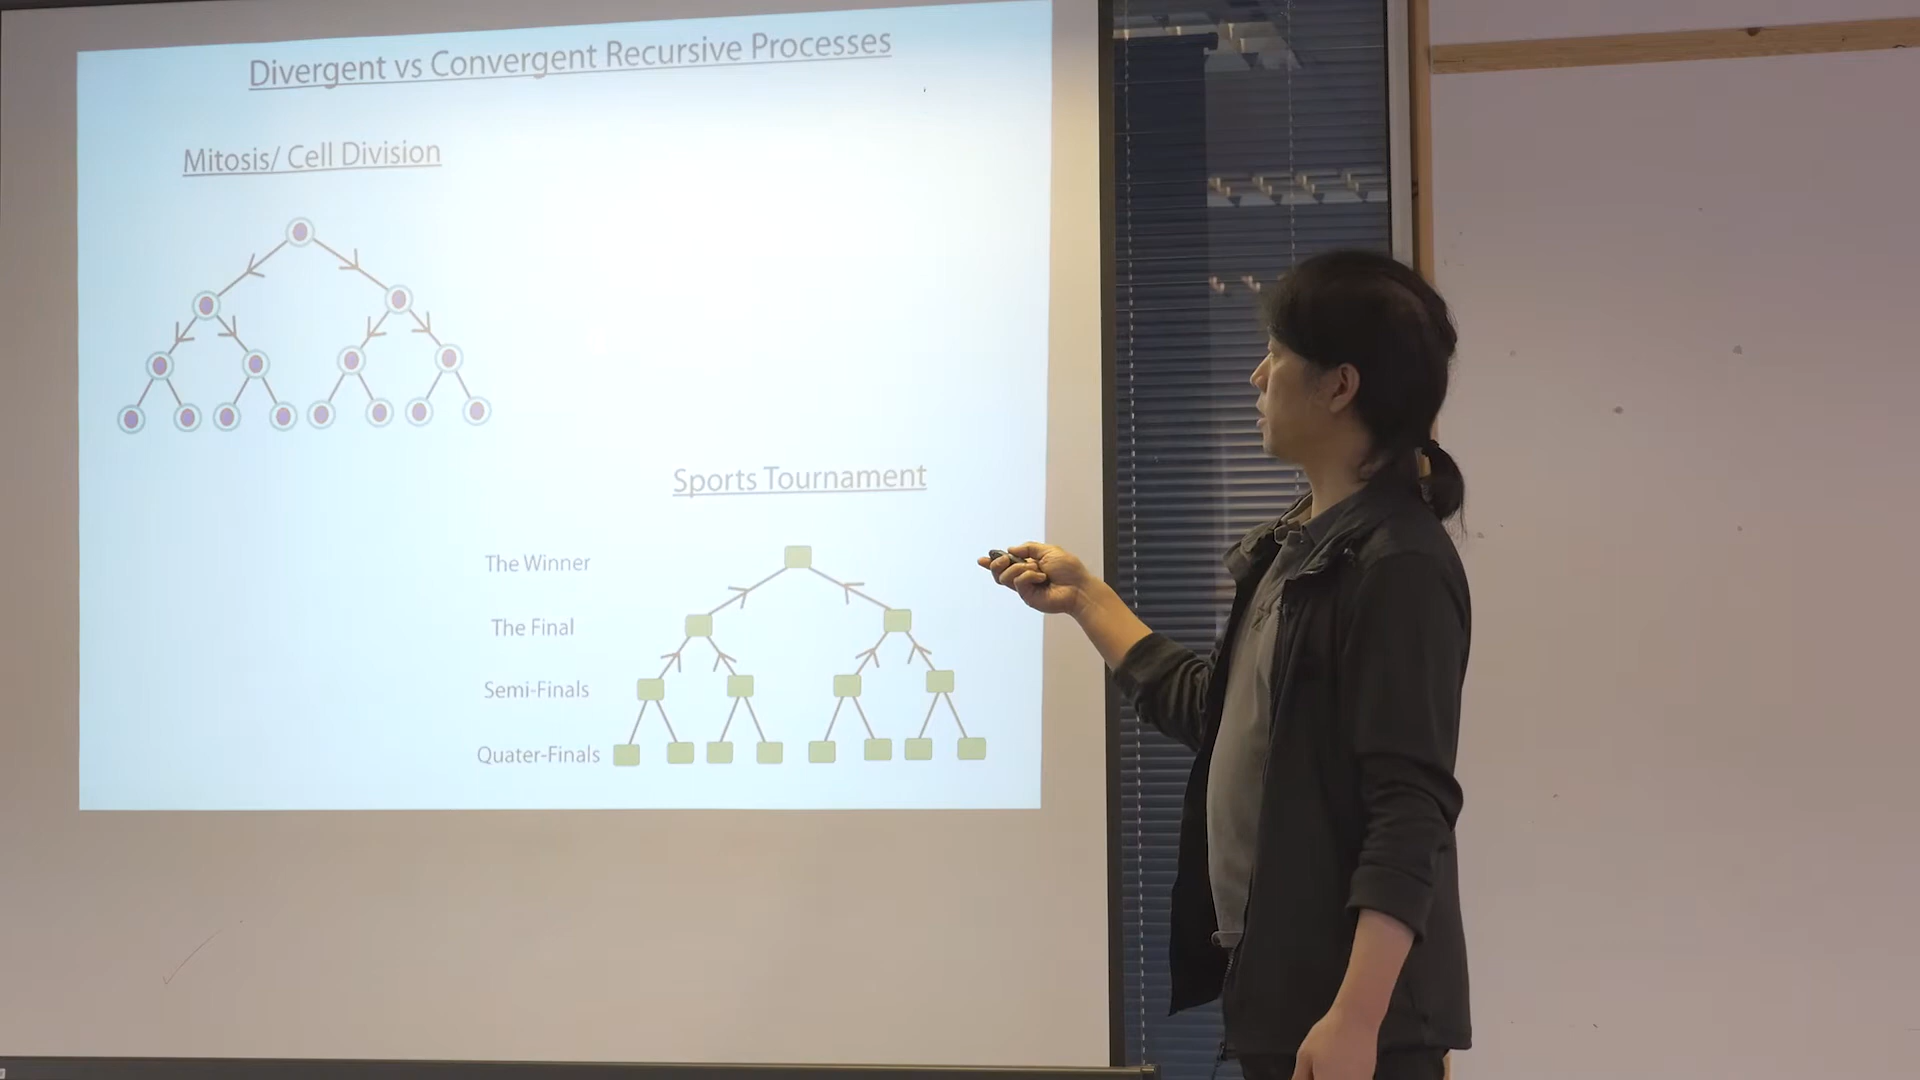 Divergent vs Convergent Recursive Processes
Mitosis/ Cell Division
Sports Tournament
The Winner
The Final
Semi-Finals
Quater-Finals